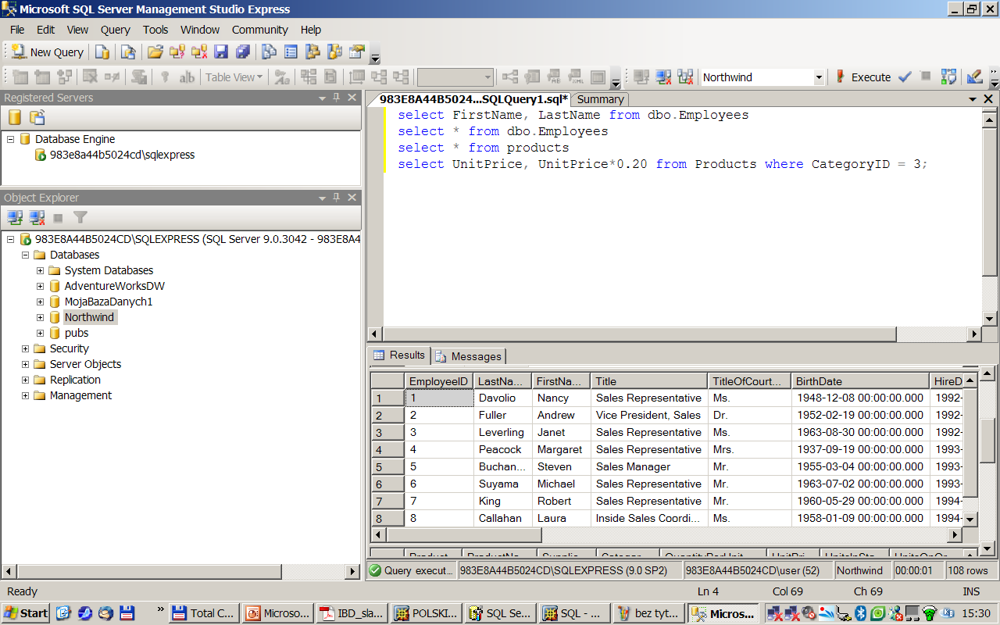 Microsoft SQL Server Management Studio Express
File Edit View Query Tools Window Community Help
New Query
Table View Northwind Execute
Registered Servers
Database Engine
983e8a44b5024cd\sqlexpress
Object Explorer
983E8A44B5024CD\SQLEXPRESS (SQL Server 9.0.3042 - 983E8A4
Databases
System Databases
AdventureWorksDW
MojaBazaDanych1
Northwind
pubs
Security
Server Objects
Replication
Management
983E8A44B5024...SQLQuery1.sql* Summary
select FirstName, LastName from dbo.Employees
select * from dbo.Employees
select * from products
select UnitPrice, UnitPrice*0.20 from Products where CategoryID = 3;
Results Messages
EmployeeID LastNa... FirstNa... Title TitleOfCourt... BirthDate HireD
1 1 Davolio Nancy Sales Representative Ms. 1948-12-08 00:00:00.000 1992-
2 2 Fuller Andrew Vice President, Sales Dr. 1952-02-19 00:00:00.000 1992-
3 3 Leverling Janet Sales Representative Ms. 1963-08-30 00:00:00.000 1992-
4 4 Peacock Margaret Sales Representative Mrs. 1937-09-19 00:00:00.000 1993-
5 5 Buchan... Steven Sales Manager Mr. 1955-03-04 00:00:00.000 1993-
6 6 Suyama Michael Sales Representative Mr. 1963-07-02 00:00:00.000 1993-
7 7 King Robert Sales Representative Mr. 1960-05-29 00:00:00.000 1994-
8 8 Callahan Laura Inside Sales Coordi... Ms. 1958-01-09 00:00:00.000 1994-
Query execut... 983E8A44B5024CD\SQLEXPRESS (9.0 SP2) 983E8A44B5024CD\user (52) Northwind 00:00:01 108 rows
Ready Ln 4 Col 69 Ch 69 INS
Start Total C... Microso... IBD_sla... POLSKI... SQL Se... SQL - ... bez tyt... Micros... 15:30